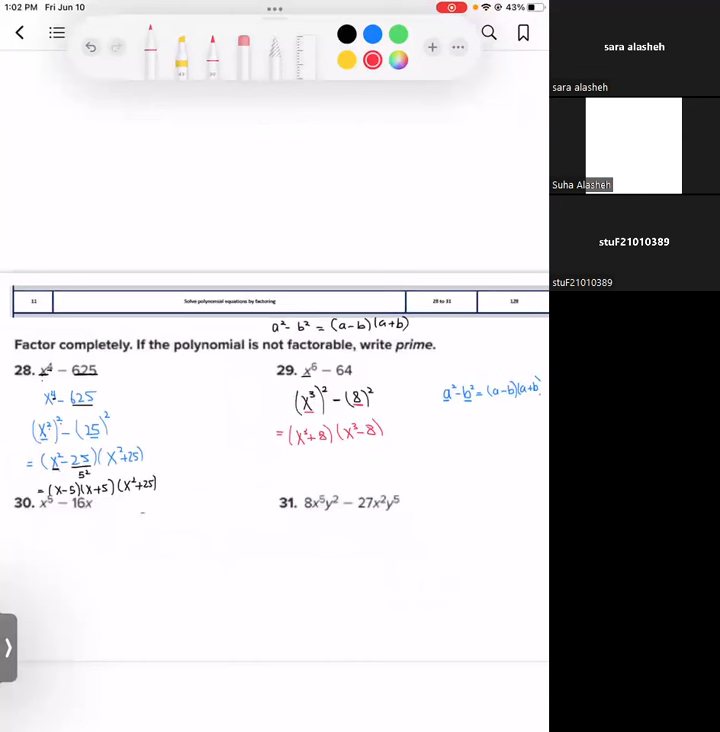 1:02 PM Fri Jun 10
43%
sara alasheh
sara alasheh
Suha Alasheh
stuF21010389
stuF21010389
11 Solve polynomial equations by factoring 28 to 31 128
a² - b² = (a-b)(a+b)
Factor completely. If the polynomial is not factorable, write prime.
28. x⁴ – 625
29. x⁶ – 64
x⁴ - 625
(x³)² - (8)²
a² - b² = (a-b)(a+b)
(x²)² - (25)²
= (x³+8)(x³-8)
= (x²-25)(x²+25)
5²
= (x-5)(x+5)(x²+25)
30. x⁵ – 16x
31. 8x⁵y² – 27x²y⁵